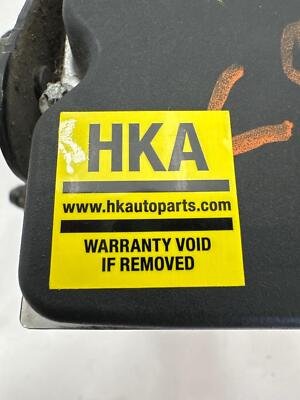 HKA
www.hkautoparts.com
WARRANTY VOID
IF REMOVED